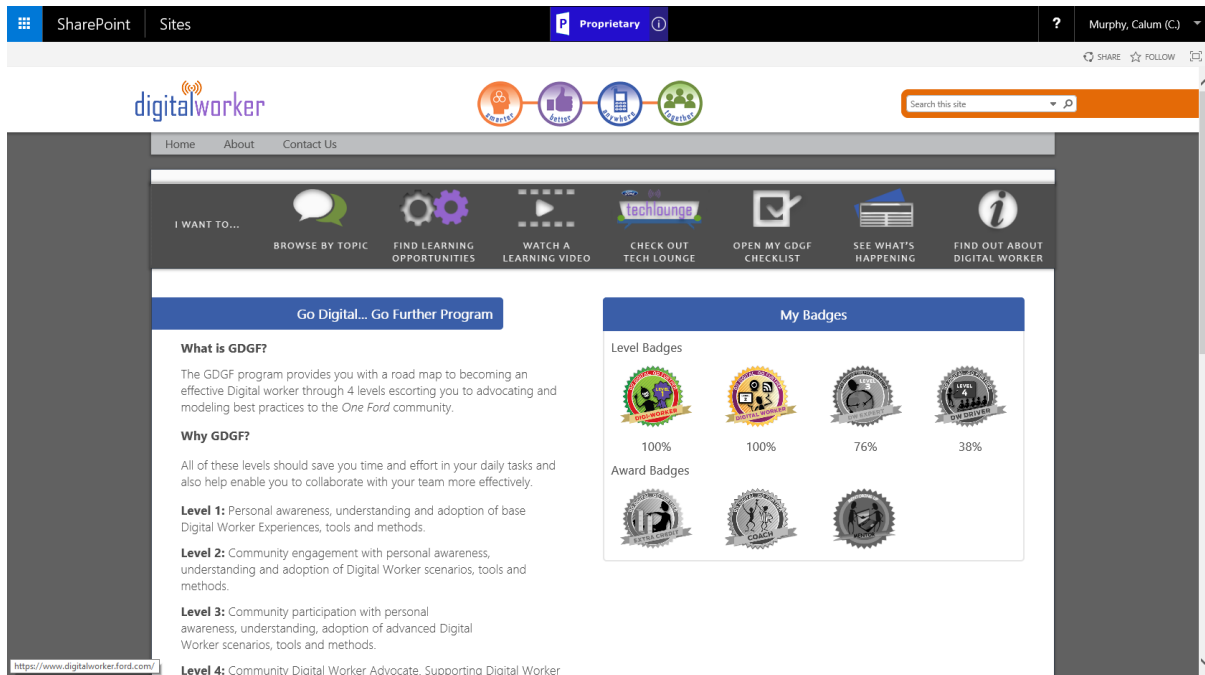 SharePoint Sites P Proprietary i ? Murphy, Calum (C.)
SHARE FOLLOW
digitalworker smarter better anywhere together Search this site
Home About Contact Us
I WANT TO... techlounge
BROWSE BY TOPIC FIND LEARNING WATCH A CHECK OUT OPEN MY GDGF SEE WHAT'S FIND OUT ABOUT
OPPORTUNITIES LEARNING VIDEO TECH LOUNGE CHECKLIST HAPPENING DIGITAL WORKER
Go Digital... Go Further Program
What is GDGF?
The GDGF program provides you with a road map to becoming an
effective Digital worker through 4 levels escorting you to advocating and
modeling best practices to the One Ford community.
Why GDGF?
All of these levels should save you time and effort in your daily tasks and
also help enable you to collaborate with your team more effectively.
Level 1: Personal awareness, understanding and adoption of base
Digital Worker Experiences, tools and methods.
Level 2: Community engagement with personal awareness,
understanding and adoption of Digital Worker scenarios, tools and
methods.
Level 3: Community participation with personal
awareness, understanding, adoption of advanced Digital
Worker scenarios, tools and methods.
Level 4: Community Digital Worker Advocate, Supporting Digital Worker
My Badges
Level Badges
DIGI-WORKER DIGITAL WORKER DW EXPERT DW DRIVER
100% 100% 76% 38%
Award Badges
EXTRA CREDIT COACH MENTOR
https://www.digitalworker.ford.com/